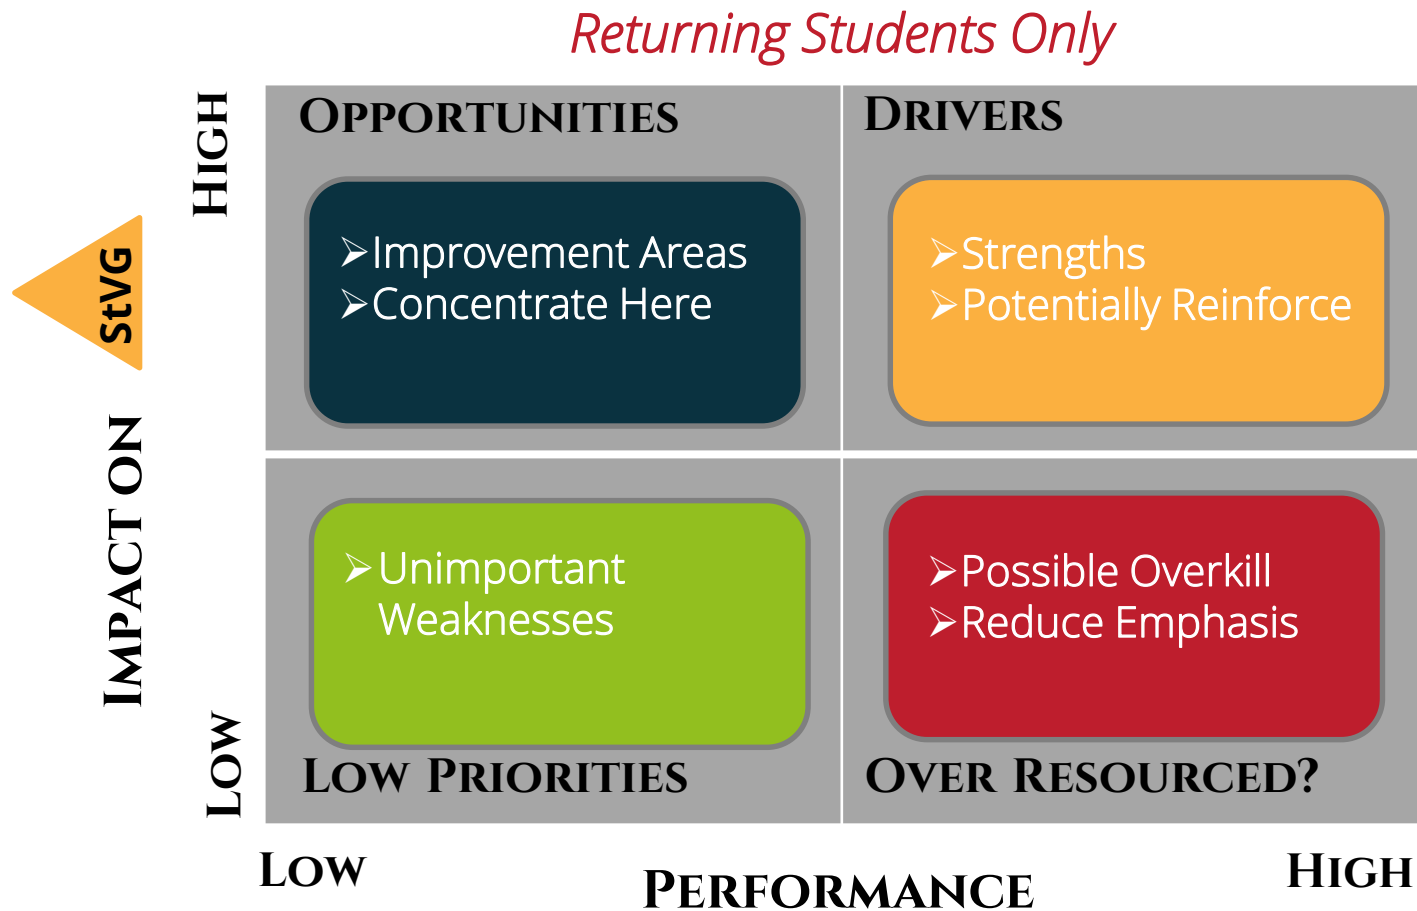 Returning Students Only
HIGH
OPPORTUNITIES
DRIVERS
➢Improvement Areas
➢Concentrate Here
➢Strengths
➢Potentially Reinforce
StVG
IMPACT ON
➢Unimportant
Weaknesses
➢Possible Overkill
➢Reduce Emphasis
LOW
LOW PRIORITIES
OVER RESOURCED?
LOW
PERFORMANCE
HIGH